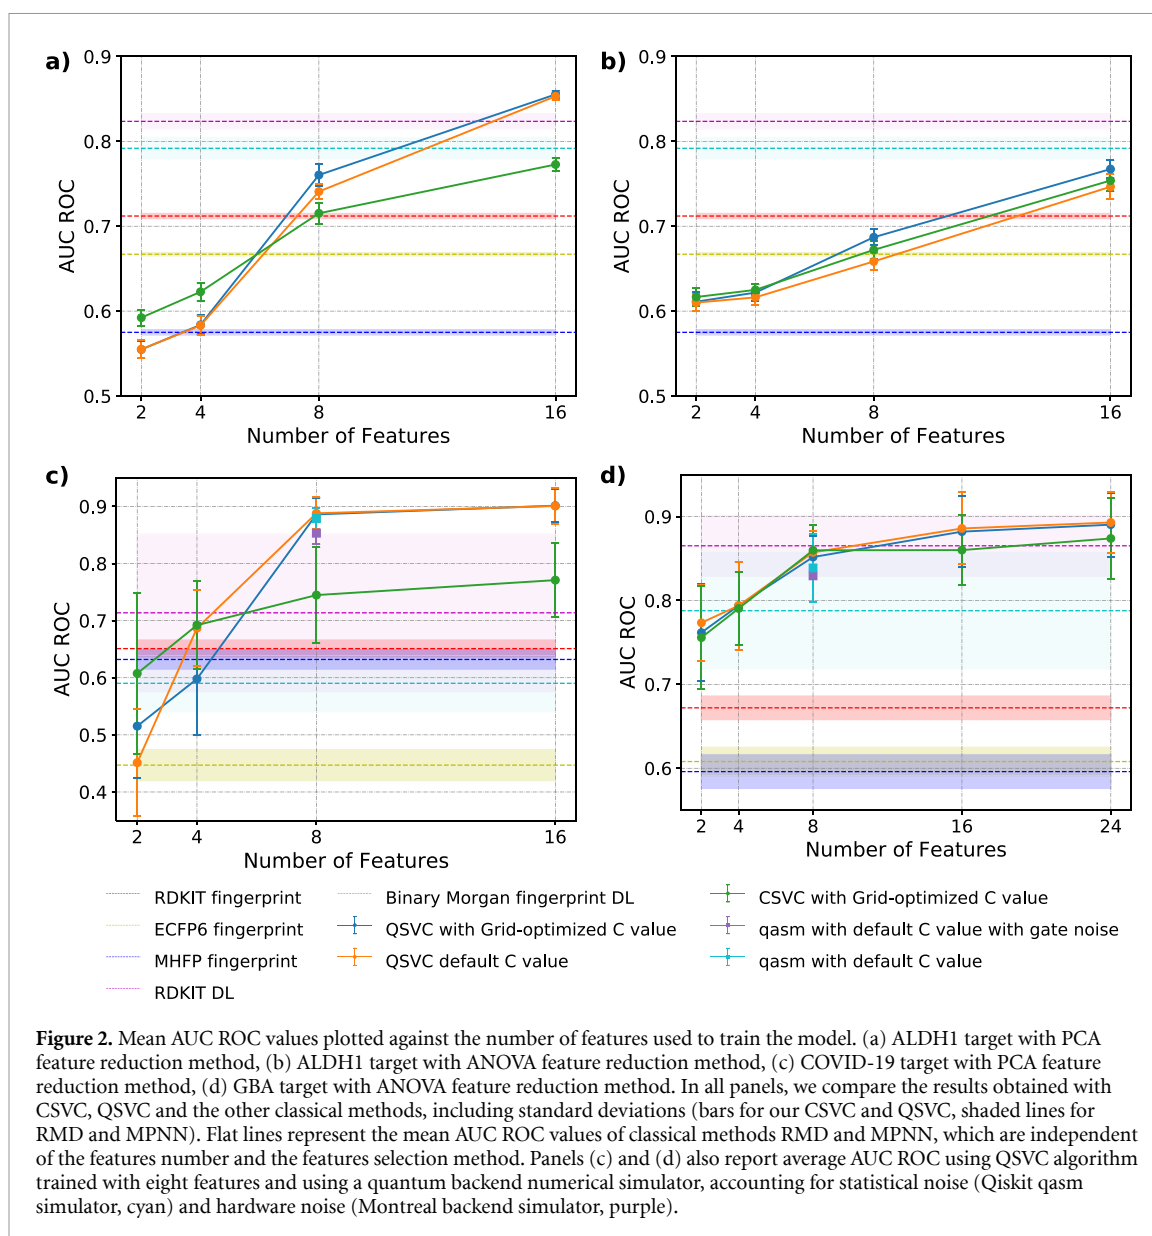 a)
0.9
0.8
0.7
0.6
0.5
AUC ROC
2 4 8 16
Number of Features
b)
0.9
0.8
0.7
0.6
0.5
AUC ROC
2 4 8 16
Number of Features
c)
0.9
0.8
0.7
0.6
0.5
0.4
AUC ROC
2 4 8 16
Number of Features
d)
0.9
0.8
0.7
0.6
AUC ROC
2 4 8 16 24
Number of Features
RDKIT fingerprint
ECFP6 fingerprint
MHFP fingerprint
RDKIT DL
Binary Morgan fingerprint DL
QSVC with Grid-optimized C value
QSVC default C value
CSVC with Grid-optimized C value
qasm with default C value with gate noise
qasm with default C value
Figure 2. Mean AUC ROC values plotted against the number of features used to train the model. (a) ALDH1 target with PCA
feature reduction method, (b) ALDH1 target with ANOVA feature reduction method, (c) COVID-19 target with PCA feature
reduction method, (d) GBA target with ANOVA feature reduction method. In all panels, we compare the results obtained with
CSVC, QSVC and the other classical methods, including standard deviations (bars for our CSVC and QSVC, shaded lines for
RMD and MPNN). Flat lines represent the mean AUC ROC values of classical methods RMD and MPNN, which are independent
of the features number and the features selection method. Panels (c) and (d) also report average AUC ROC using QSVC algorithm
trained with eight features and using a quantum backend numerical simulator, accounting for statistical noise (Qiskit qasm
simulator, cyan) and hardware noise (Montreal backend simulator, purple).